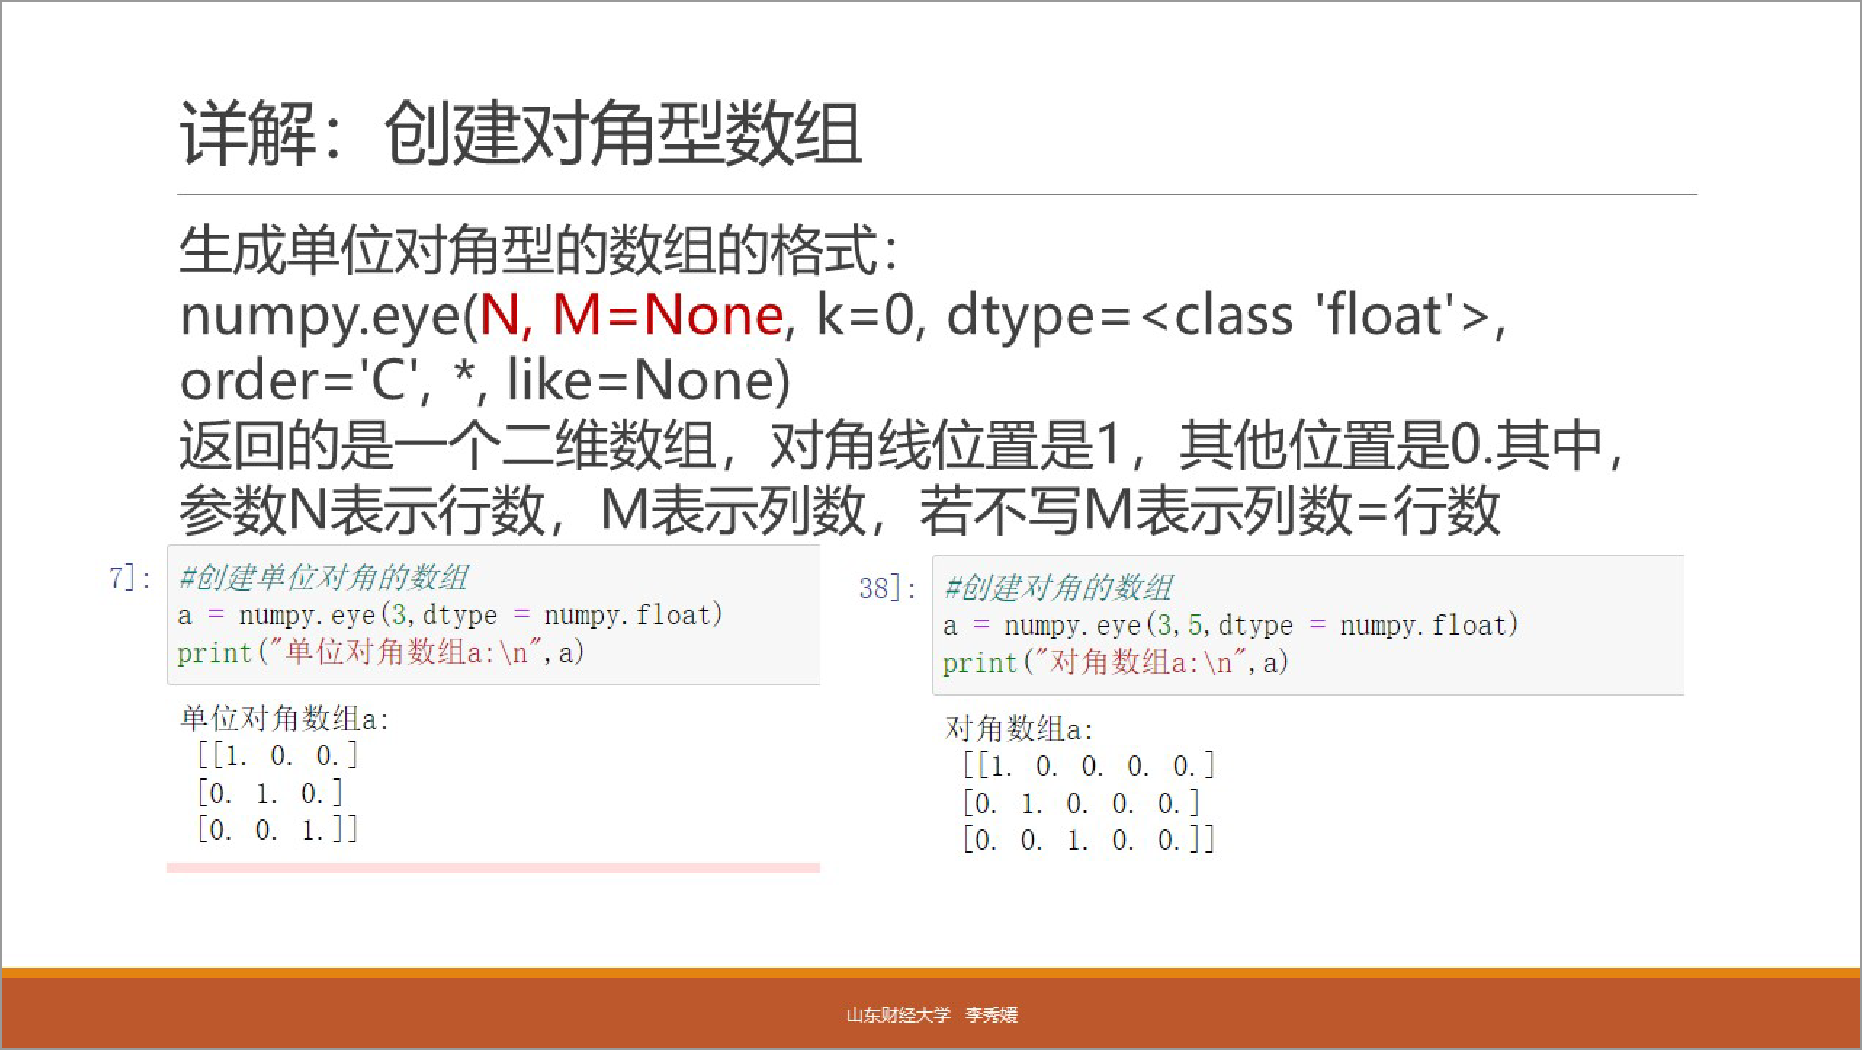 详解：创建对角型数组
生成单位对角型的数组的格式：
numpy.eye(N, M=None, k=0, dtype=<class 'float'>,
order='C', *, like=None)
返回的是一个二维数组，对角线位置是1，其他位置是0.其中，
参数N表示行数，M表示列数，若不写M表示列数=行数
7]:
#创建单位对角的数组
a = numpy.eye(3,dtype = numpy.float)
print("单位对角数组a:\n",a)
单位对角数组a:
[[1. 0. 0.]
[0. 1. 0.]
[0. 0. 1.]]
38]:
#创建对角的数组
a = numpy.eye(3,5,dtype = numpy.float)
print("对角数组a:\n",a)
对角数组a:
[[1. 0. 0. 0. 0.]
[0. 1. 0. 0. 0.]
[0. 0. 1. 0. 0.]]
山东财经大学 李秀媛